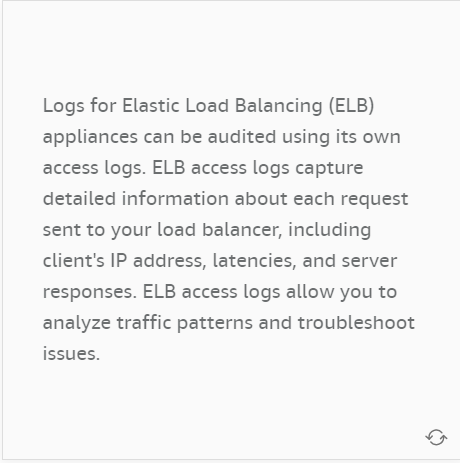 Logs for Elastic Load Balancing (ELB)
appliances can be audited using its own
access logs. ELB access logs capture
detailed information about each request
sent to your load balancer, including
client's IP address, latencies, and server
responses. ELB access logs allow you to
analyze traffic patterns and troubleshoot
issues.